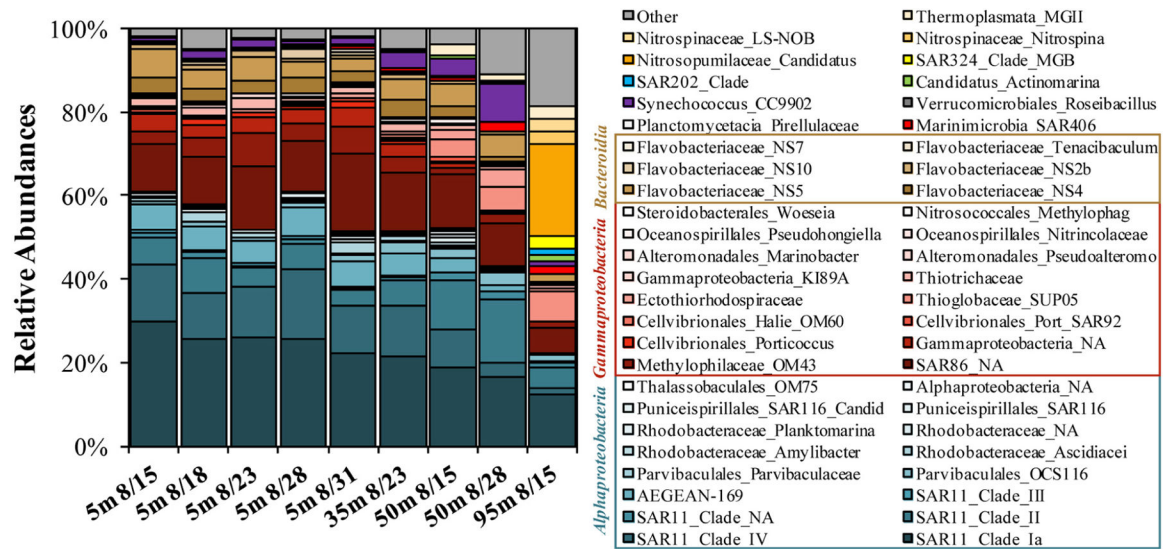 Relative Abundances
100%
80%
60%
40%
20%
0%
5m 8/15
5m 8/18
5m 8/23
5m 8/28
5m 8/31
35m 8/23
50m 8/15
50m 8/28
95m 8/15
Other
Thermoplasmata_MGII
Nitrospinaceae_LS-NOB
Nitrospinaceae_Nitrospina
Nitrosopumilaceae_Candidatus
SAR324_Clade_MGB
SAR202_Clade
Candidatus_Actinomarina
Synechococcus_CC9902
Verrucomicrobiales_Roseibacillus
Planctomycetacia_Pirellulaceae
Marinimicrobia_SAR406
Bacteroidia
Flavobacteriaceae_NS7
Flavobacteriaceae_Tenacibaculum
Flavobacteriaceae_NS10
Flavobacteriaceae_NS2b
Flavobacteriaceae_NS5
Flavobacteriaceae_NS4
Gammaproteobacteria
Steroidobacterales_Woeseia
Nitrosococcales_Methylophag
Oceanospirillales_Pseudohongiella
Oceanospirillales_Nitrincolaceae
Alteromonadales_Marinobacter
Alteromonadales_Pseudoalteromo
Gammaproteobacteria_KI89A
Thiotrichaceae
Ectothiorhodospiraceae
Thioglobaceae_SUP05
Cellvibrionales_Halie_OM60
Cellvibrionales_Port_SAR92
Cellvibrionales_Porticoccus
Gammaproteobacteria_NA
Methylophilaceae_OM43
SAR86_NA
Alphaproteobacteria
Thalassobaculales_OM75
Alphaproteobacteria_NA
Puniceispirillales_SAR116_Candid
Puniceispirillales_SAR116
Rhodobacteraceae_Planktomarina
Rhodobacteraceae_NA
Rhodobacteraceae_Amylibacter
Rhodobacteraceae_Ascidiacei
Parvibaculales_Parvibaculaceae
Parvibaculales_OCS116
AEGEAN-169
SAR11_Clade_III
SAR11_Clade_NA
SAR11_Clade_II
SAR11_Clade_IV
SAR11_Clade_Ia